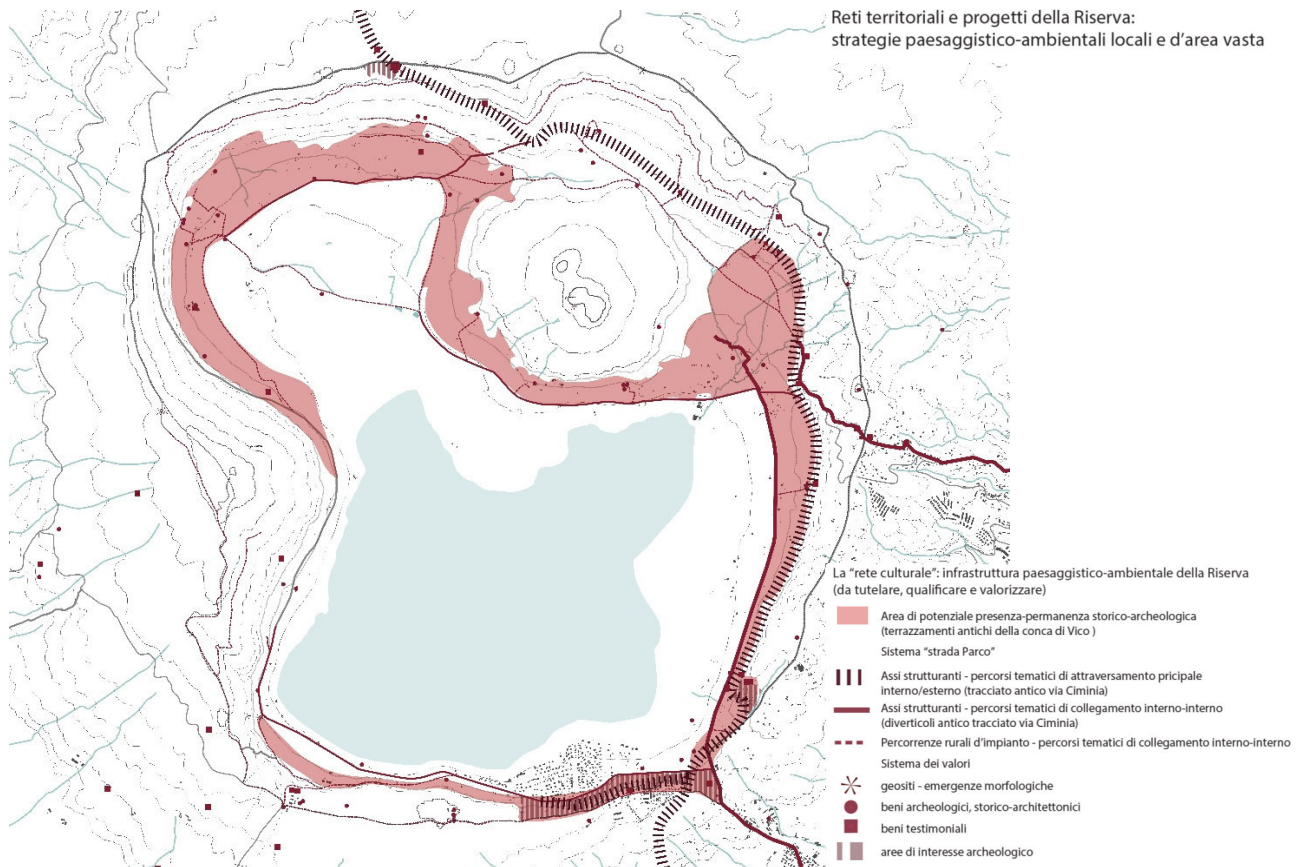 Reti territoriali e progetti della Riserva:
strategie paesaggistico-ambientali locali e d'area vasta
La "rete culturale": infrastruttura paesaggistico-ambientale della Riserva
(da tutelare, qualificare e valorizzare)
Area di potenziale presenza-permanenza storico-archeologica
(terrazzamenti antichi della conca di Vico )
Sistema "strada Parco"
Assi strutturanti - percorsi tematici di attraversamento pricipale
interno/esterno (tracciato antico via Ciminia)
Assi strutturanti - percorsi tematici di collegamento interno-interno
(diverticoli antico tracciato via Ciminia)
Percorrenze rurali d'impianto - percorsi tematici di collegamento interno-interno
Sistema dei valori
geositi - emergenze morfologiche
beni archeologici, storico-architettonici
beni testimoniali
aree di interesse archeologico